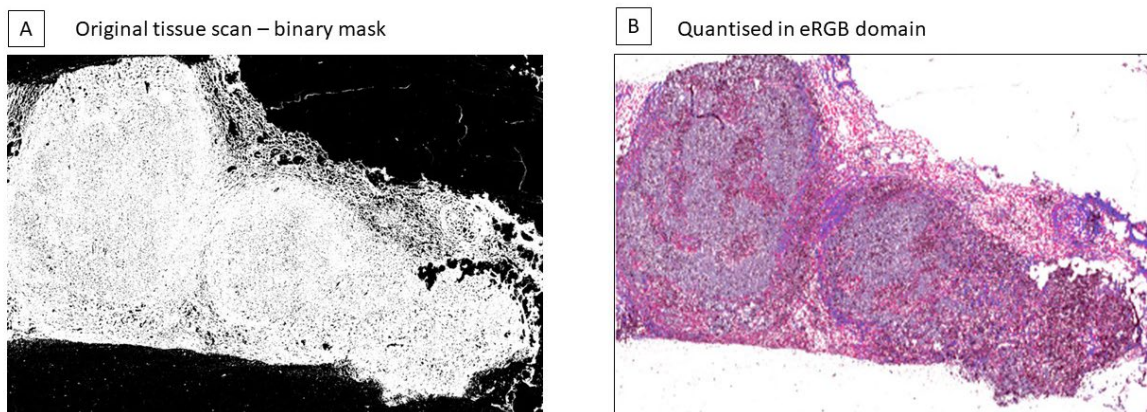 A
Original tissue scan – binary mask
B
Quantised in eRGB domain